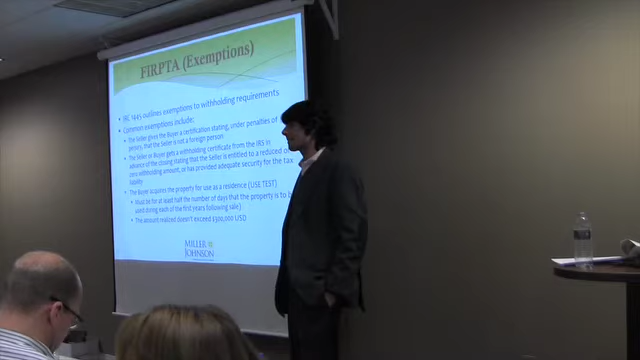 FIRPTA (Exemptions)
IRC 1445 outlines exemptions to withholding requirements
Common exemptions include:
The Seller gives the Buyer a certification stating, under penalties of
perjury, that the Seller is not a foreign person
The Seller or Buyer gets a withholding certificate from the IRS in
advance of the closing stating that the Seller is entitled to a reduced or
zero withholding amount, or has provided adequate security for the tax
liability
The Buyer acquires the property for use as a residence (USE TEST)
Must be for at least half the number of days that the property is to be
used during each of the first years following sale)
The amount realized doesn't exceed $300,000 USD
MILLER
JOHNSON